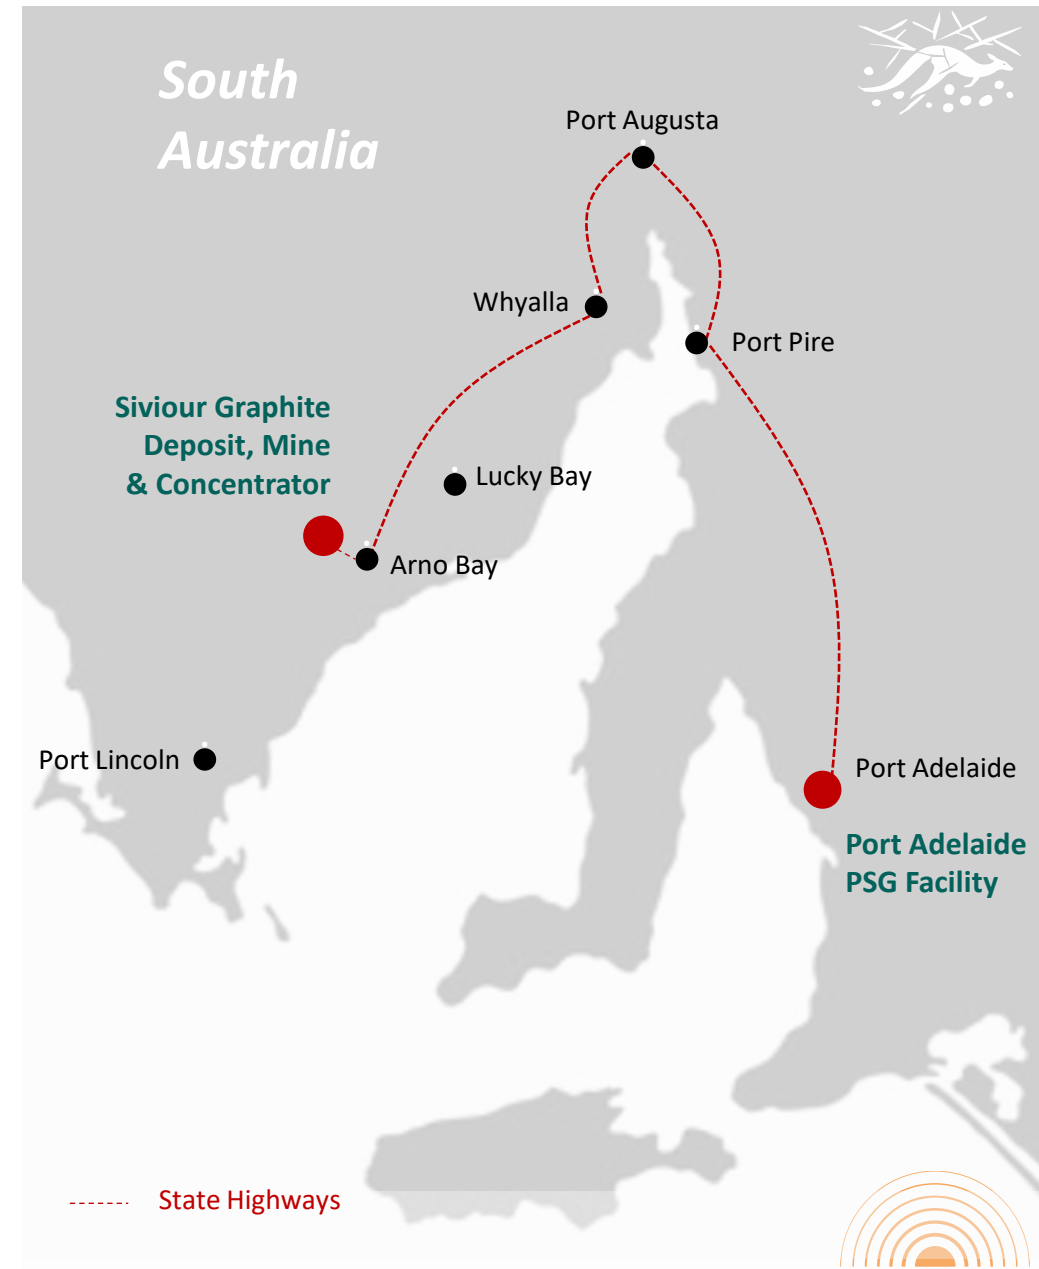 South
Australia
Port Augusta
Whyalla
Port Pire
Siviour Graphite
Deposit, Mine
& Concentrator
Lucky Bay
Arno Bay
Port Lincoln
Port Adelaide
Port Adelaide
PSG Facility
State Highways